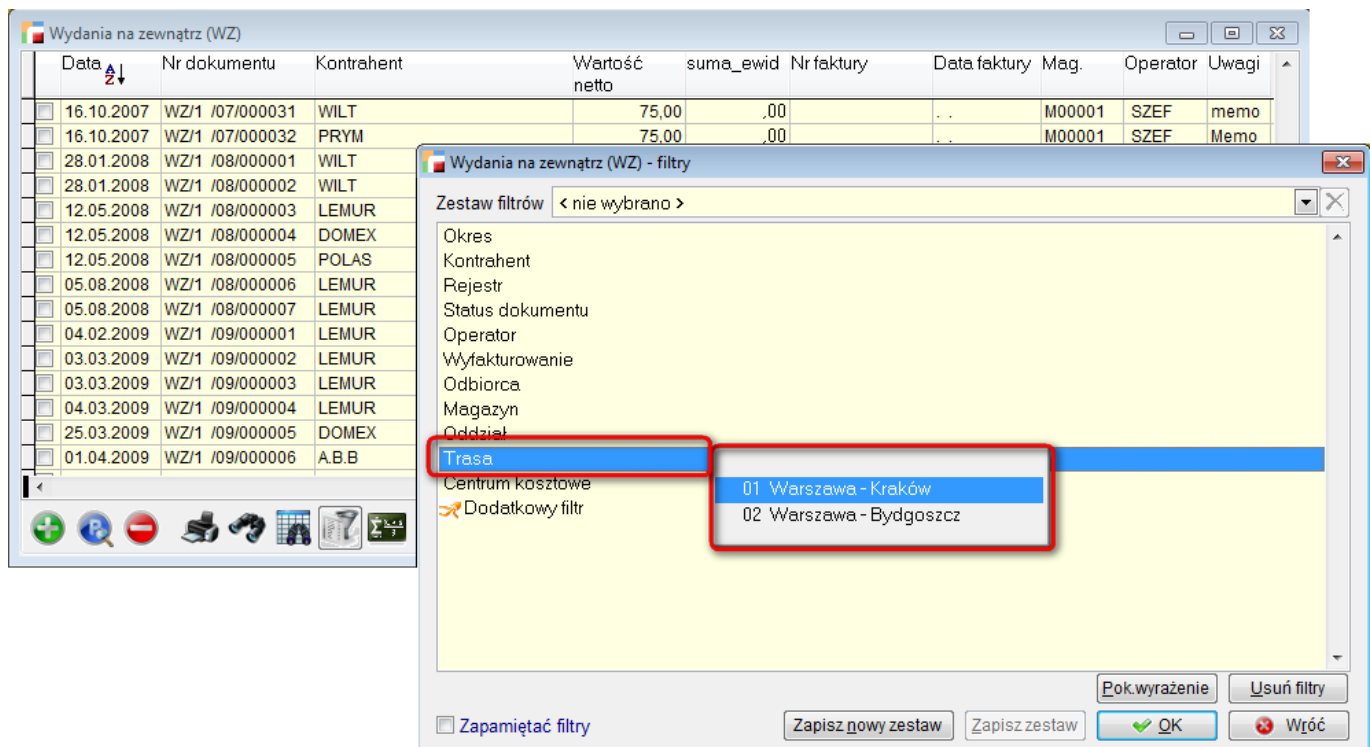 Wydania na zewnątrz (WZ)
Data Nr dokumentu Kontrahent Wartość netto suma_ewid Nr faktury Data faktury Mag. Operator Uwagi
16.10.2007 WZ/1 /07/000031 WILT 75,00 ,00 . . M00001 SZEF memo
16.10.2007 WZ/1 /07/000032 PRYM 75,00 ,00 . . M00001 SZEF Memo
28.01.2008 WZ/1 /08/000001 WILT
28.01.2008 WZ/1 /08/000002 WILT
12.05.2008 WZ/1 /08/000003 LEMUR
12.05.2008 WZ/1 /08/000004 DOMEX
12.05.2008 WZ/1 /08/000005 POLAS
05.08.2008 WZ/1 /08/000006 LEMUR
05.08.2008 WZ/1 /08/000007 LEMUR
04.02.2009 WZ/1 /09/000001 LEMUR
03.03.2009 WZ/1 /09/000002 LEMUR
03.03.2009 WZ/1 /09/000003 LEMUR
04.03.2009 WZ/1 /09/000004 LEMUR
25.03.2009 WZ/1 /09/000005 DOMEX
01.04.2009 WZ/1 /09/000006 A.B.B
Wydania na zewnątrz (WZ) - filtry
Zestaw filtrów < nie wybrano >
Okres
Kontrahent
Rejestr
Status dokumentu
Operator
Wyfakturowanie
Odbiorca
Magazyn
Oddział
Trasa
Centrum kosztowe
Dodatkowy filtr
01 Warszawa - Kraków
02 Warszawa - Bydgoszcz
Pok.wyrażenie Usuń filtry
Zapamiętać filtry Zapisz nowy zestaw Zapisz zestaw OK Wróć